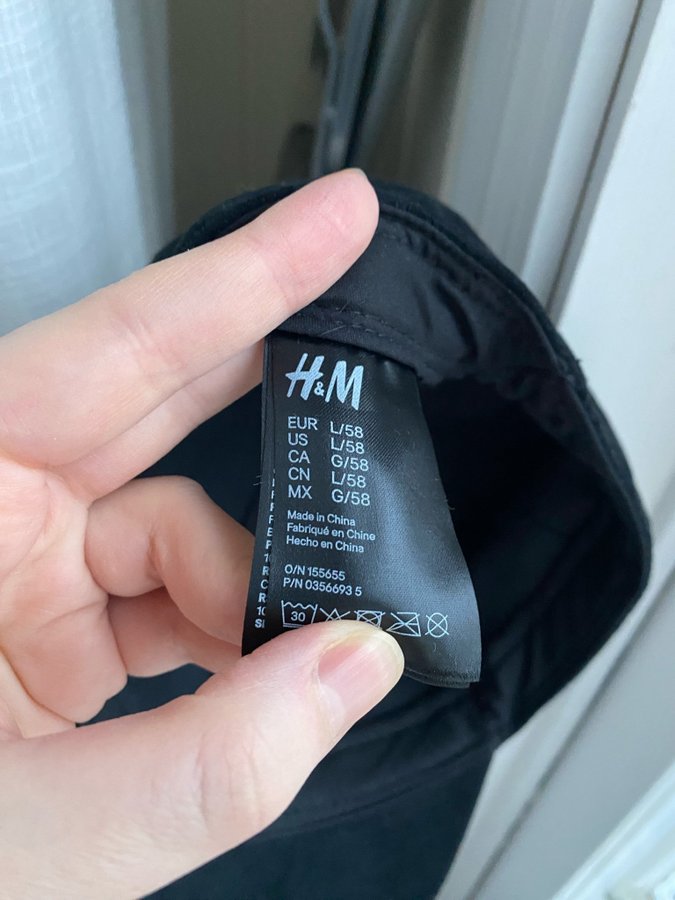 H&M
EUR L/58
US L/58
CA G/58
CN L/58
MX G/58
Made in China
Fabriqué en Chine
Hecho en China
O/N 155655
P/N 0356693 5
30